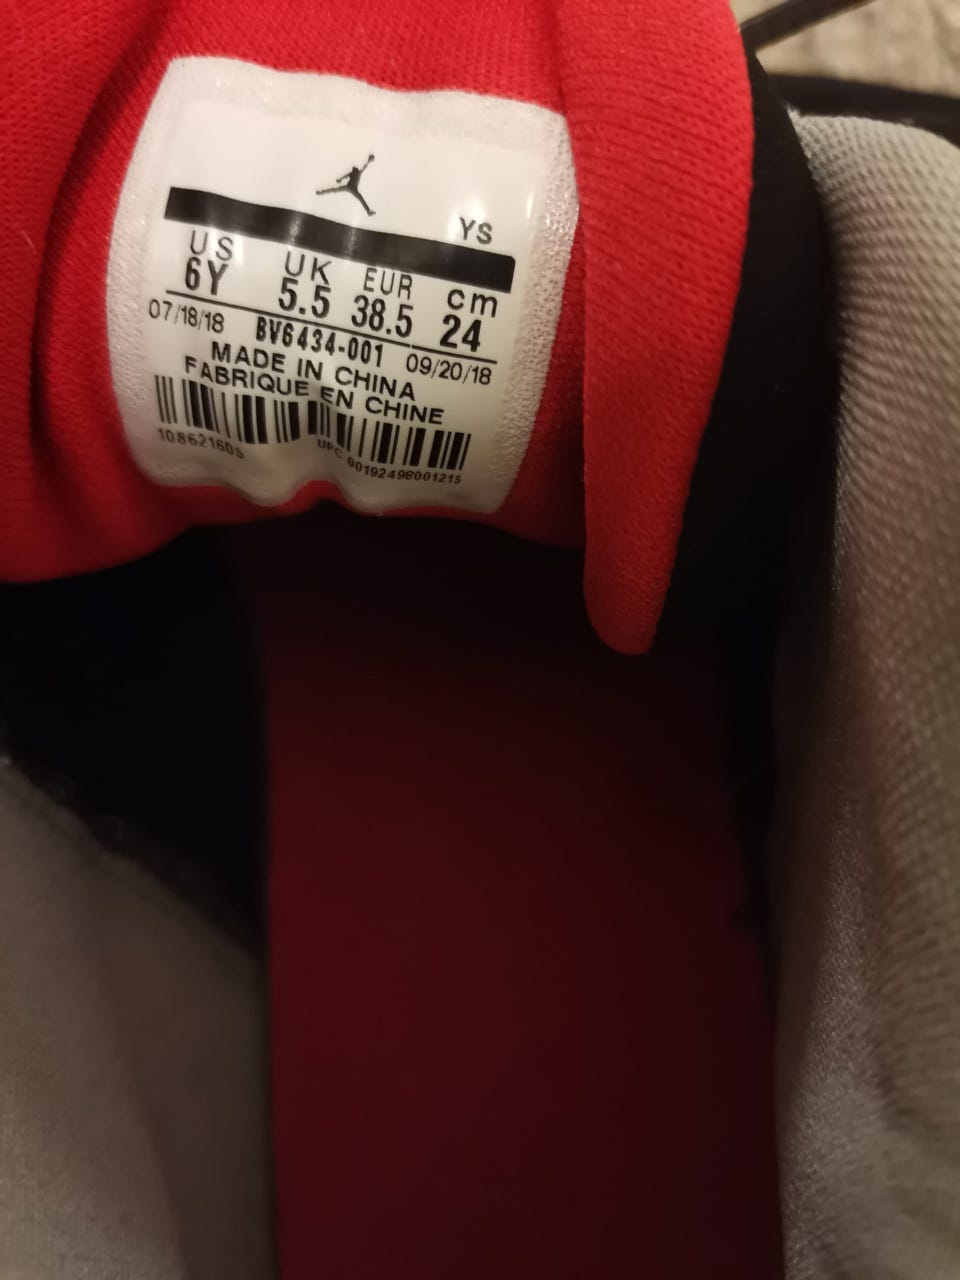 YS
US UK EUR cm
6Y 5.5 38.5 24
07/18/18 BV6434-001 09/20/18
MADE IN CHINA
FABRIQUE EN CHINE
108621605 UPC 00192498001215